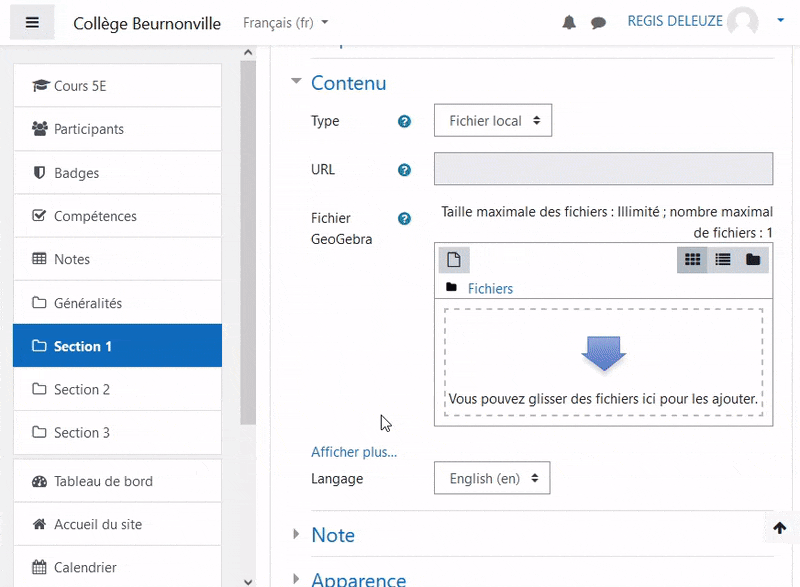 Collège Beurnonville
Français (fr)
REGIS DELEUZE
Cours 5E
Participants
Badges
Compétences
Notes
Généralités
Section 1
Section 2
Section 3
Tableau de bord
Accueil du site
Calendrier
Contenu
Type
Fichier local
URL
Fichier
GeoGebra
Taille maximale des fichiers : Illimité ; nombre maximal
de fichiers : 1
Fichiers
Vous pouvez glisser des fichiers ici pour les ajouter.
Afficher plus...
Langage
English (en)
Note
Apparence